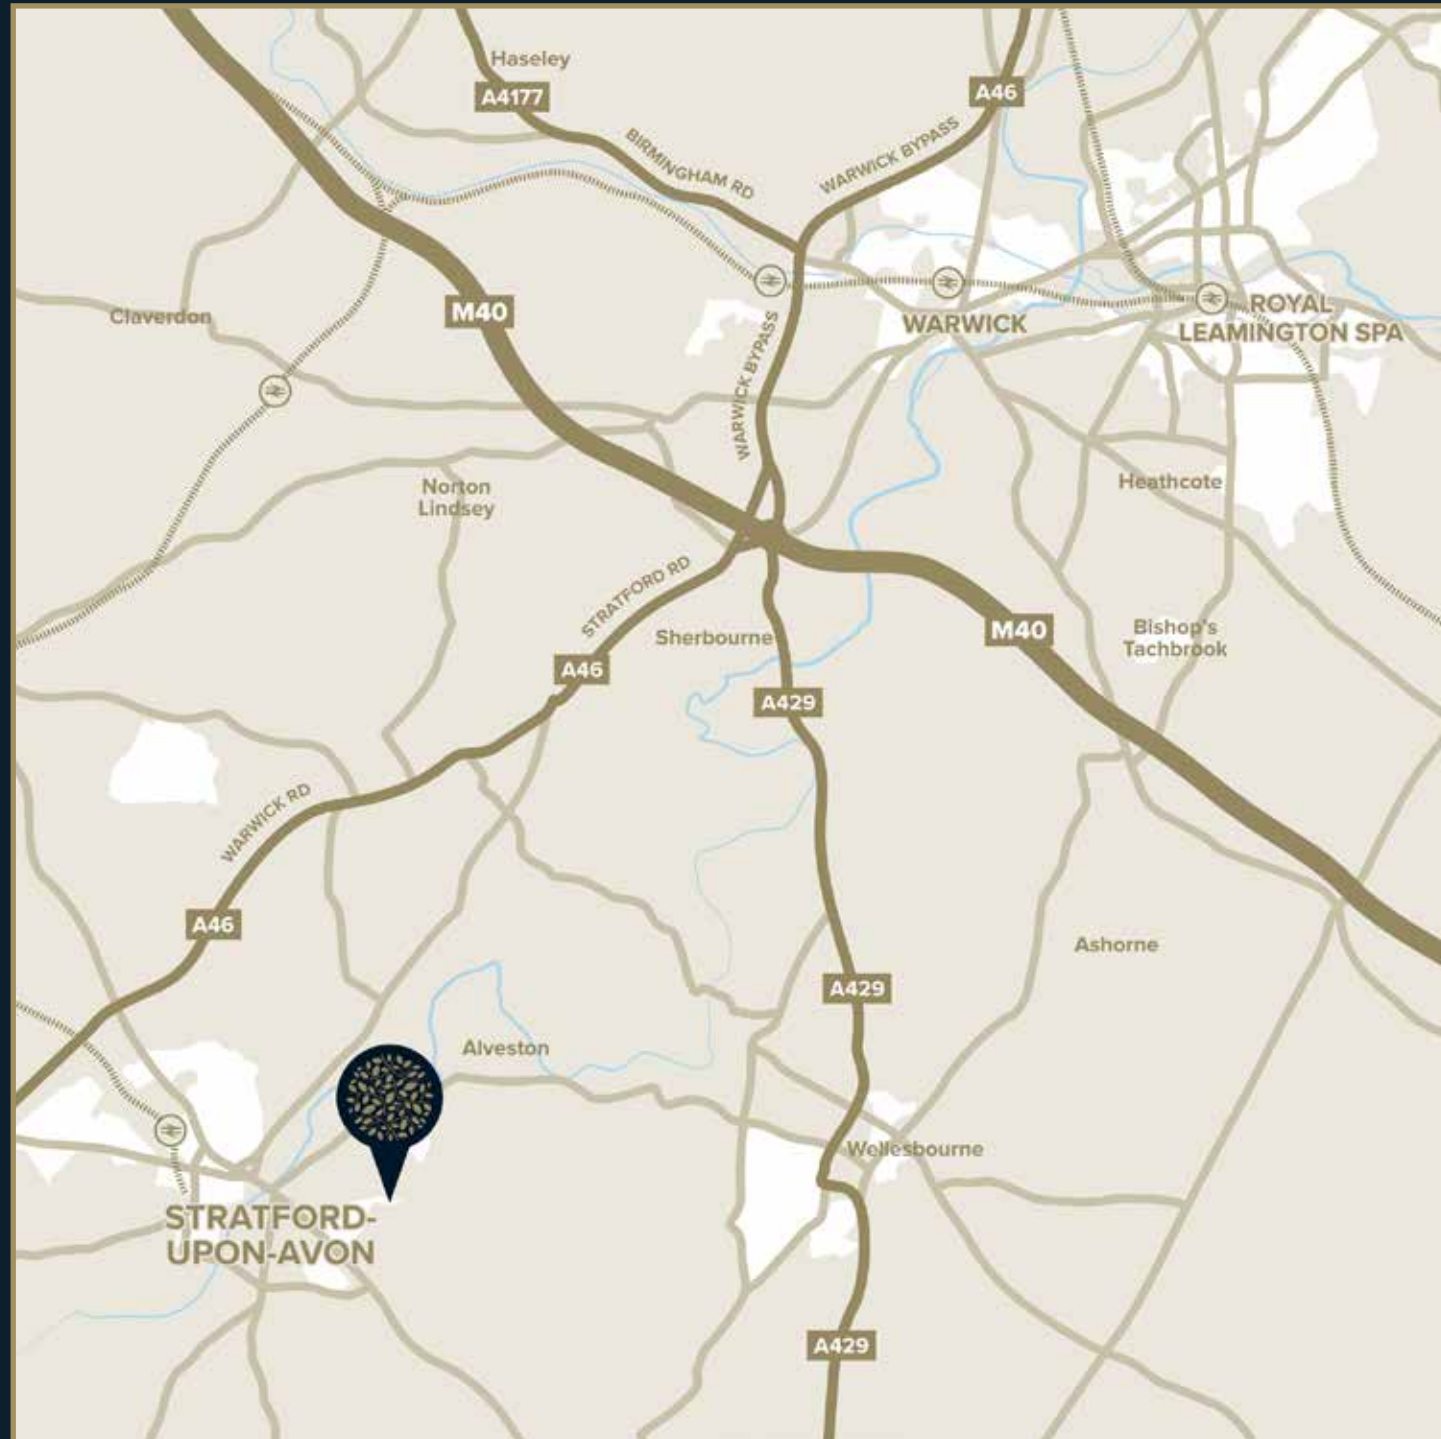 Haseley
A4177
A46
BIRMINGHAM RD
WARWICK BYPASS
M40
Claverdon
WARWICK
ROYAL
LEAMINGTON SPA
WARWICK BYPASS
Norton
Lindsey
Heathcote
STRATFORD RD
Sherbourne
M40
Bishop's
Tachbrook
A46
A429
WARWICK RD
A46
Ashorne
A429
Alveston
Wellesbourne
STRATFORD-
UPON-AVON
A429